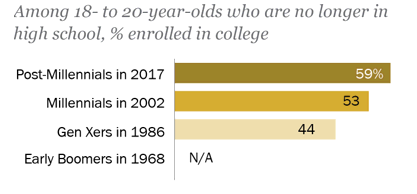 Among 18- to 20-year-olds who are no longer in
high school, % enrolled in college
Post-Millennials in 2017 59%
Millennials in 2002 53
Gen Xers in 1986 44
Early Boomers in 1968 N/A